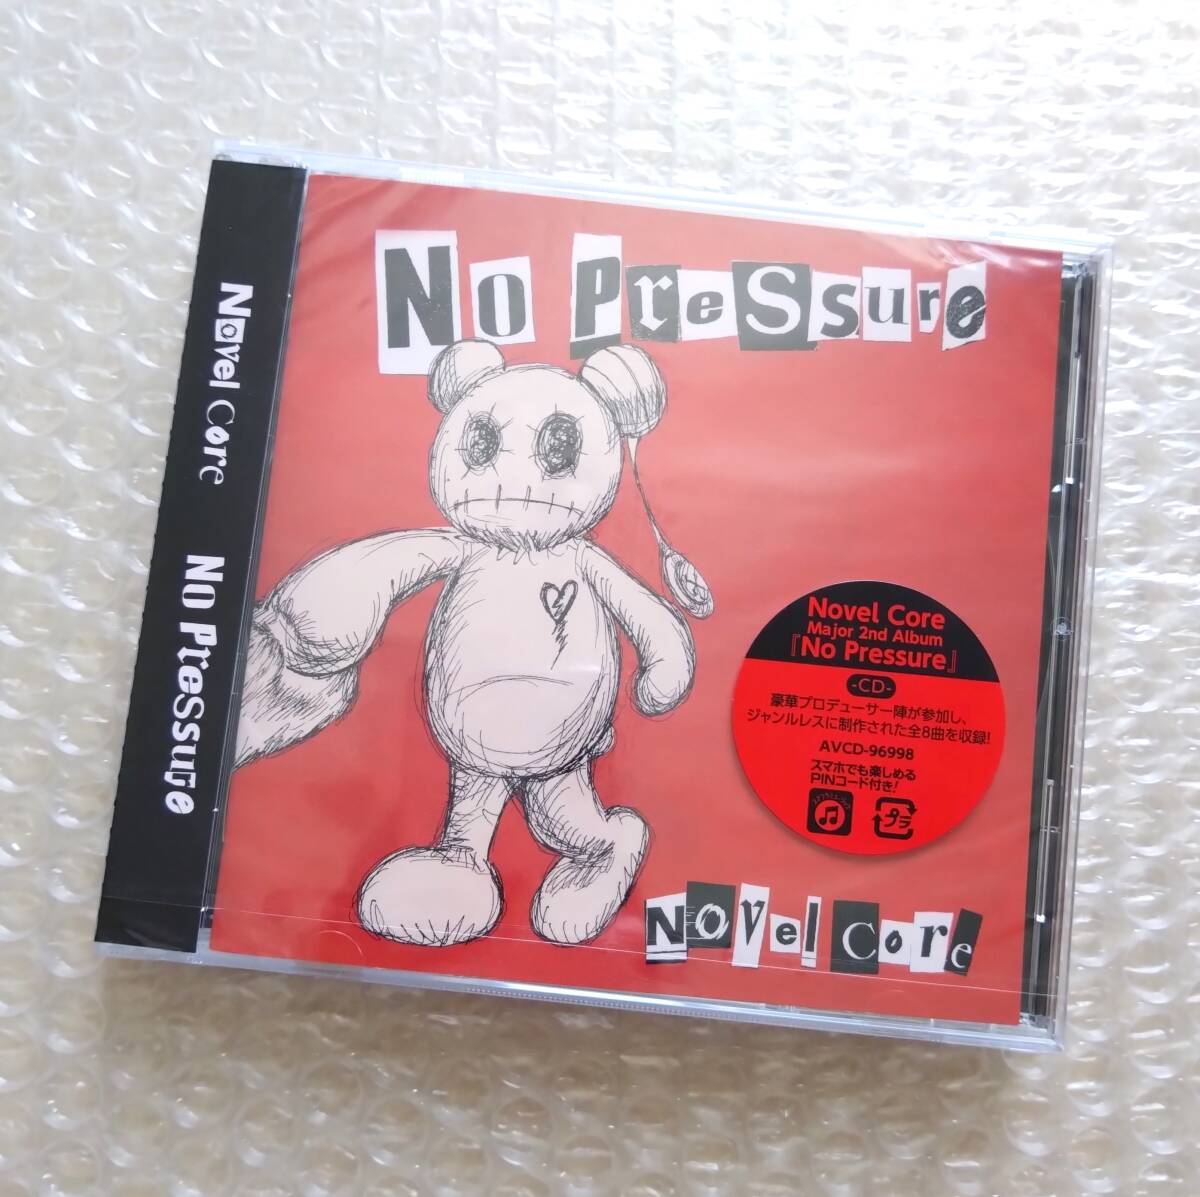 Novel Core NO Pressure
No Pressure
Novel Core
Major 2nd Album
『No Pressure』
-CD-
豪華プロデューサー陣が参加し、
ジャンルレスに制作された全8曲を収録!
AVCD-96998
スマホでも楽しめる
PINコード付き!
プラ
Novel Core